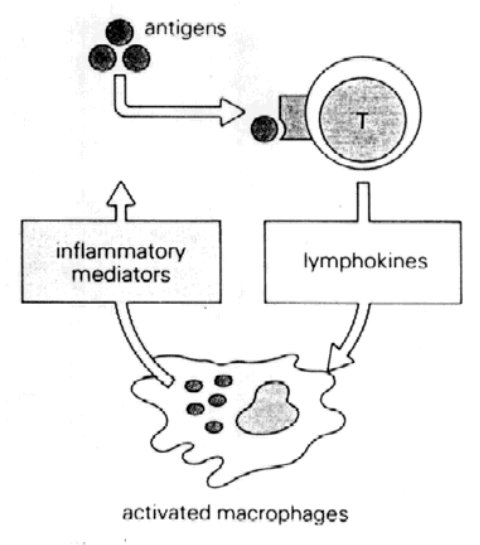 antigens
T
inflammatory
mediators
lymphokines
activated macrophages